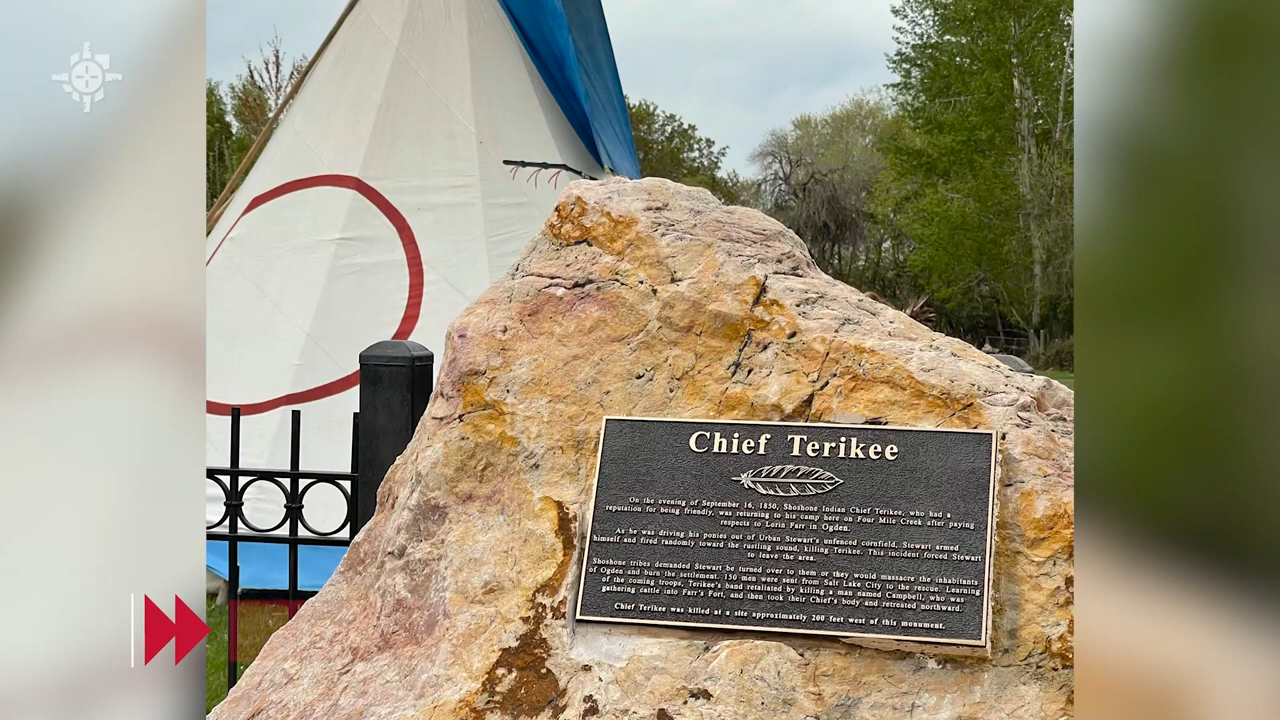 Chief Terikee
On the evening of September 16, 1850, Shoshone Indian Chief Terikee, who had a
reputation for being friendly, was returning to his camp here on Four Mile Creek after paying
respects to Lorin Farr in Ogden.
As he was driving his ponies out of Urban Stewart's unfenced cornfield, Stewart armed
himself and fired randomly toward the rustling sound, killing Terikee. This incident forced Stewart
to leave the area.
Shoshone tribes demanded Stewart be turned over to them or they would massacre the inhabitants
of Ogden and burn the settlement. 150 men were sent from Salt Lake City to the rescue. Learning
of the coming troops, Terikee's band retaliated by killing a man named Campbell, who was
gathering cattle into Farr's Fort, and then took their Chief's body and retreated northward.
Chief Terikee was killed at a site approximately 200 feet west of this monument.